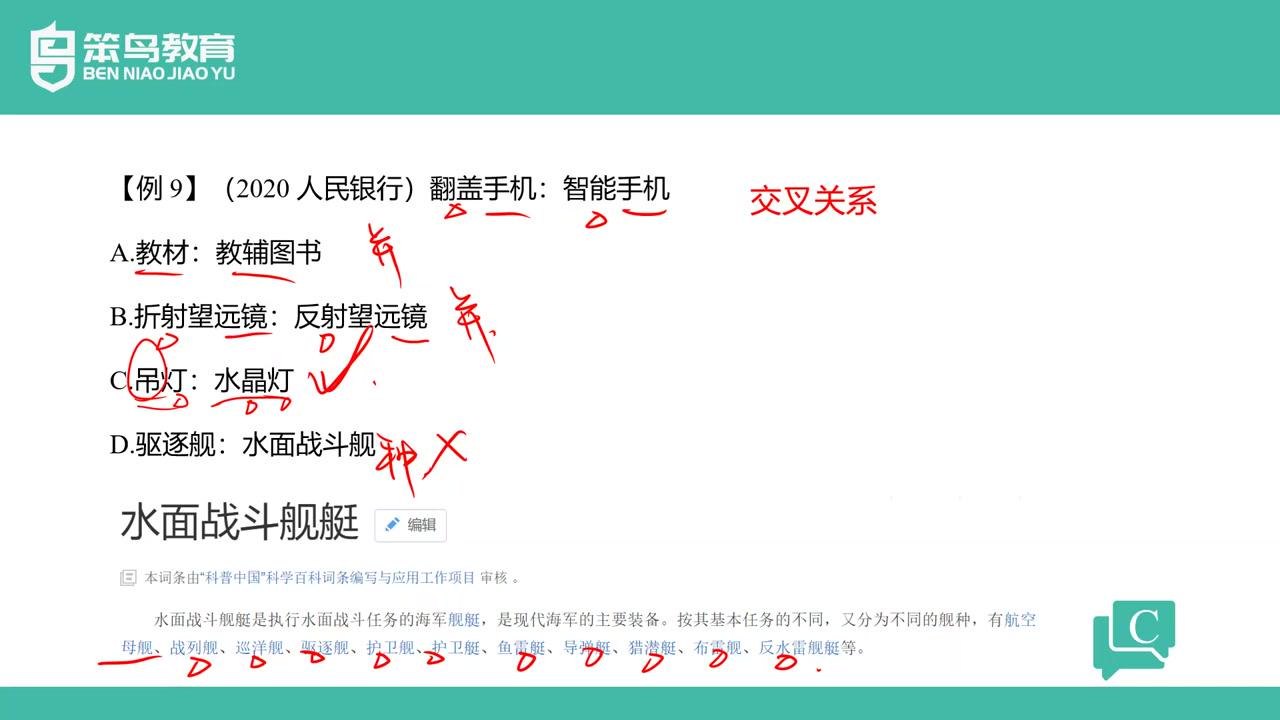 笨鸟教育
BEN NIAO JIAO YU
【例 9】（2020 人民银行）翻盖手机：智能手机
交叉关系
A.教材：教辅图书 并
B.折射望远镜：反射望远镜 并
C.吊灯：水晶灯
D.驱逐舰：水面战斗舰 种
水面战斗舰艇 编辑
本词条由“科普中国”科学百科词条编写与应用工作项目 审核 。
水面战斗舰艇是执行水面战斗任务的海军舰艇，是现代海军的主要装备。按其基本任务的不同，又分为不同的舰种，有航空
母舰、战列舰、巡洋舰、驱逐舰、护卫舰、护卫艇、鱼雷艇、导弹艇、猎潜艇、布雷舰、反水雷舰艇等。
C